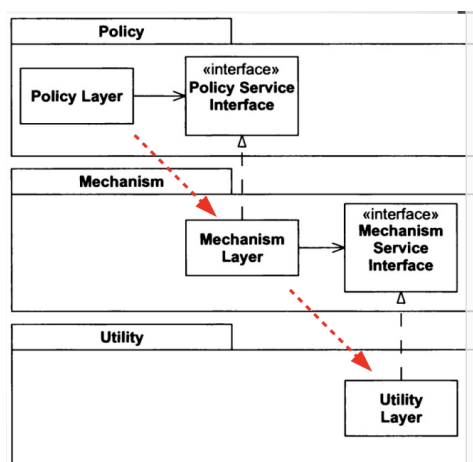 Policy
Policy Layer
«interface»
Policy Service
Interface
Mechanism
Mechanism
Layer
«interface»
Mechanism
Service
Interface
Utility
Utility
Layer